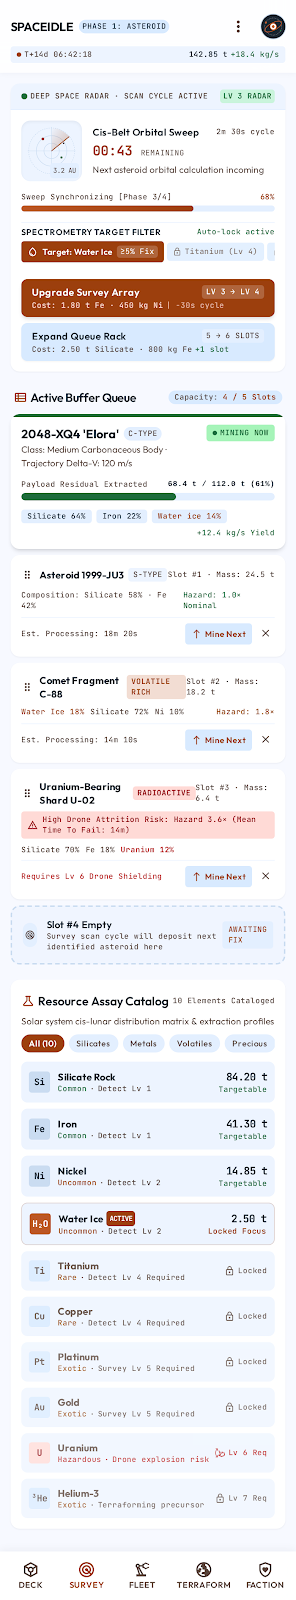 SPACEIDLE PHASE 1: ASTEROID
T+14d 06:42:18 142.85 t +18.4 kg/s
DEEP SPACE RADAR · SCAN CYCLE ACTIVE LV 3 RADAR
Cis-Belt Orbital Sweep 2m 30s cycle
00:43 REMAINING
Next asteroid orbital calculation incoming
3.2 AU
Sweep Synchronizing [Phase 3/4] 68%
SPECTROMETRY TARGET FILTER Auto-lock active
Target: Water Ice ≥5% Fix Titanium (Lv 4)
Upgrade Survey Array LV 3 → LV 4
Cost: 1.80 t Fe · 450 kg Ni | -30s cycle
Expand Queue Rack 5 → 6 SLOTS
Cost: 2.50 t Silicate · 800 kg Fe +1 slot
Active Buffer Queue Capacity: 4 / 5 Slots
2048-XQ4 'Elora' C-TYPE MINING NOW
Class: Medium Carbonaceous Body ·
Trajectory Delta-V: 120 m/s
Payload Residual Extracted 68.4 t / 112.0 t (61%)
Silicate 64% Iron 22% Water ice 14%
+12.4 kg/s Yield
Asteroid 1999-JU3 S-TYPE Slot #1 · Mass: 24.5 t
Composition: Silicate 58% · Fe 42% Hazard: 1.0× Nominal
Est. Processing: 18m 20s ↑ Mine Next ×
Comet Fragment C-88 VOLATILE RICH Slot #2 · Mass: 18.2 t
Water Ice 18% Silicate 72% Ni 10% Hazard: 1.8×
Est. Processing: 14m 10s ↑ Mine Next ×
Uranium-Bearing Shard U-02 RADIOACTIVE Slot #3 · Mass: 6.4 t
High Drone Attrition Risk: Hazard 3.6× (Mean
Time To Fail: 14m)
Silicate 70% Fe 18% Uranium 12%
Requires Lv 6 Drone Shielding ↑ Mine Next ×
Slot #4 Empty
Survey scan cycle will deposit next
identified asteroid here
AWAITING FIX
Resource Assay Catalog 10 Elements Cataloged
Solar system cis-lunar distribution matrix & extraction profiles
All (10) Silicates Metals Volatiles Precious
Si Silicate Rock 84.20 t
Common · Detect Lv 1 Targetable
Fe Iron 41.30 t
Common · Detect Lv 1 Targetable
Ni Nickel 14.85 t
Uncommon · Detect Lv 2 Targetable
H₂O Water Ice ACTIVE 2.50 t
Uncommon · Detect Lv 2 Locked Focus
Ti Titanium Locked
Rare · Detect Lv 4 Required
Cu Copper Locked
Rare · Detect Lv 4 Required
Pt Platinum Locked
Exotic · Survey Lv 5 Required
Au Gold Locked
Exotic · Survey Lv 5 Required
U Uranium Lv 6 Req
Hazardous · Drone explosion risk
³He Helium-3 Lv 7 Req
Exotic · Terraforming precursor
DECK SURVEY FLEET TERRAFORM FACTION